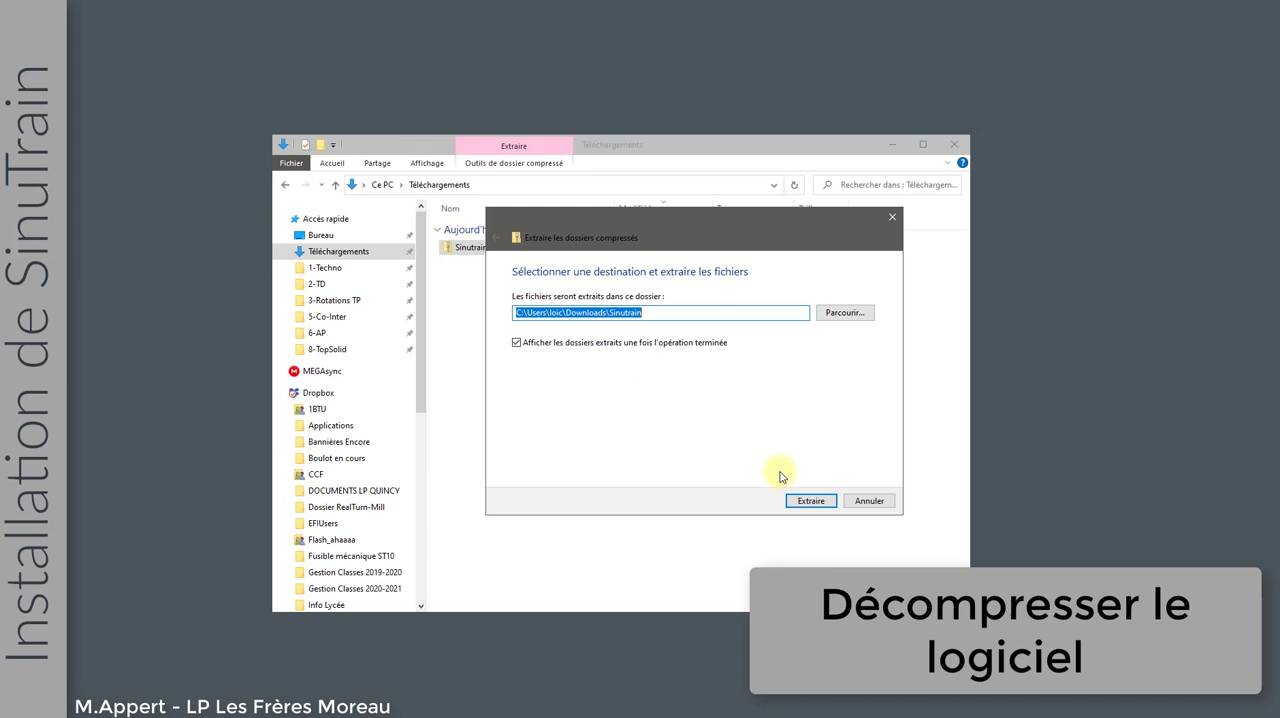 Installation de SinuTrain
Extraire
Téléchargements
Fichier
Accueil
Partage
Affichage
Outils de dossier compressé
Ce PC
Téléchargements
Rechercher dans : Téléchargem...
Nom
Accès rapide
Bureau
Téléchargements
1-Techno
2-TD
3-Rotations TP
5-Co-Inter
6-AP
8-TopSolid
MEGAsync
Dropbox
1BTU
Applications
Bannières Encore
Boulot en cours
CCF
DOCUMENTS LP QUINCY
Dossier RealTurn-Mill
EFIUsers
Flash_ahaaaa
Fusible mécanique ST10
Gestion Classes 2019-2020
Gestion Classes 2020-2021
Info Lycée
Aujourd'h
Sinutrain
Extraire les dossiers compressés
Sélectionner une destination et extraire les fichiers
Les fichiers seront extraits dans ce dossier :
C:\Users\loic\Downloads\Sinutrain
Parcourir...
Afficher les dossiers extraits une fois l'opération terminée
Extraire
Annuler
Décompresser le
logiciel
M.Appert - LP Les Frères Moreau